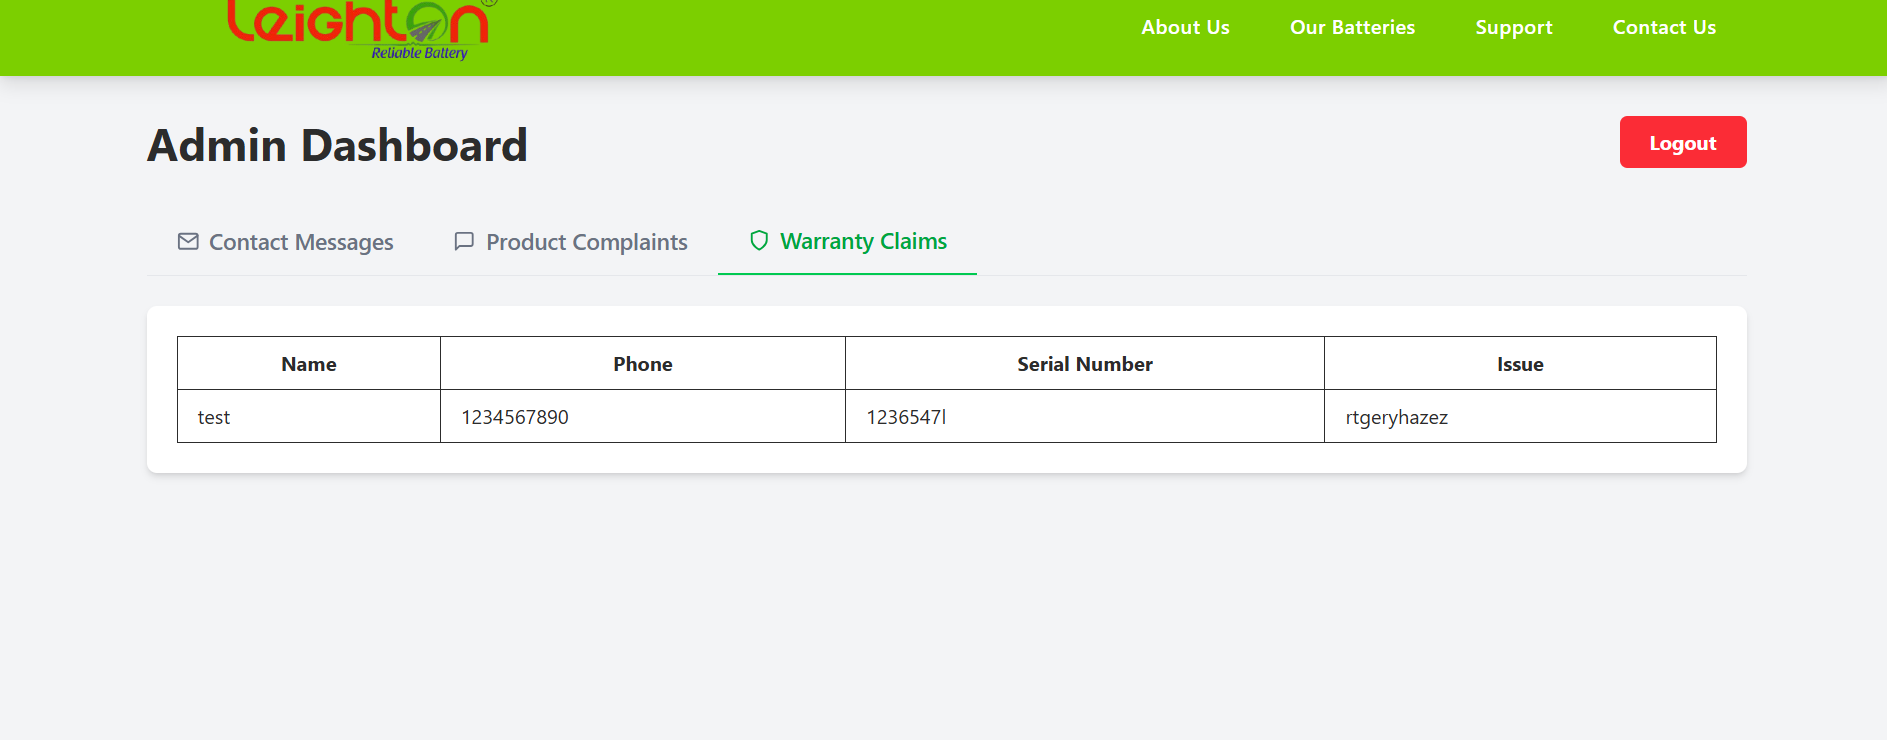 Leighton®
Reliable Battery
About Us Our Batteries Support Contact Us
Admin Dashboard
Logout
Contact Messages Product Complaints Warranty Claims
Name Phone Serial Number Issue
test 1234567890 1236547l rtgeryhazez